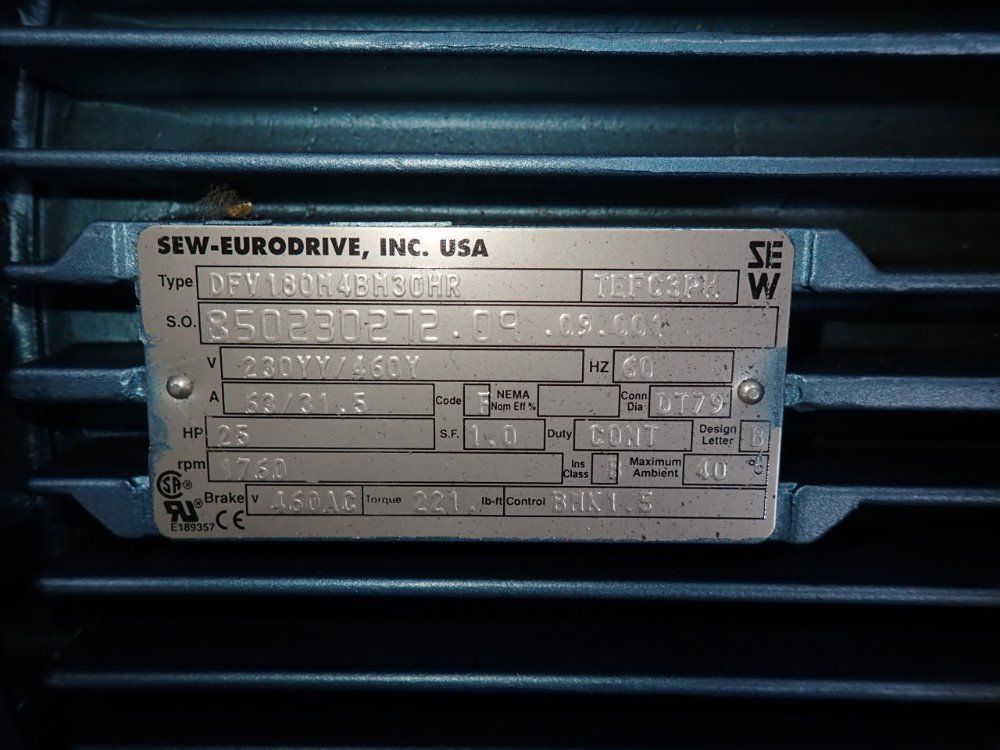 SEW-EURODRIVE, INC. USA
SEW
Type DFV180M4BM30HR TEFC3PH
S.O. 850230272.09 .09.001
V 230YY/460Y HZ 60
A 63/31.5 Code F NEMA Nom Eff % Conn Dia DT79
HP 25 S.F. 1.0 Duty CONT Design Letter B
rpm 1760 Ins Class Maximum Ambient 40 °C
Brake V 460AC Torque 221. lb-ft Control BMK1.5
SA ®
RU ® CE
E189357